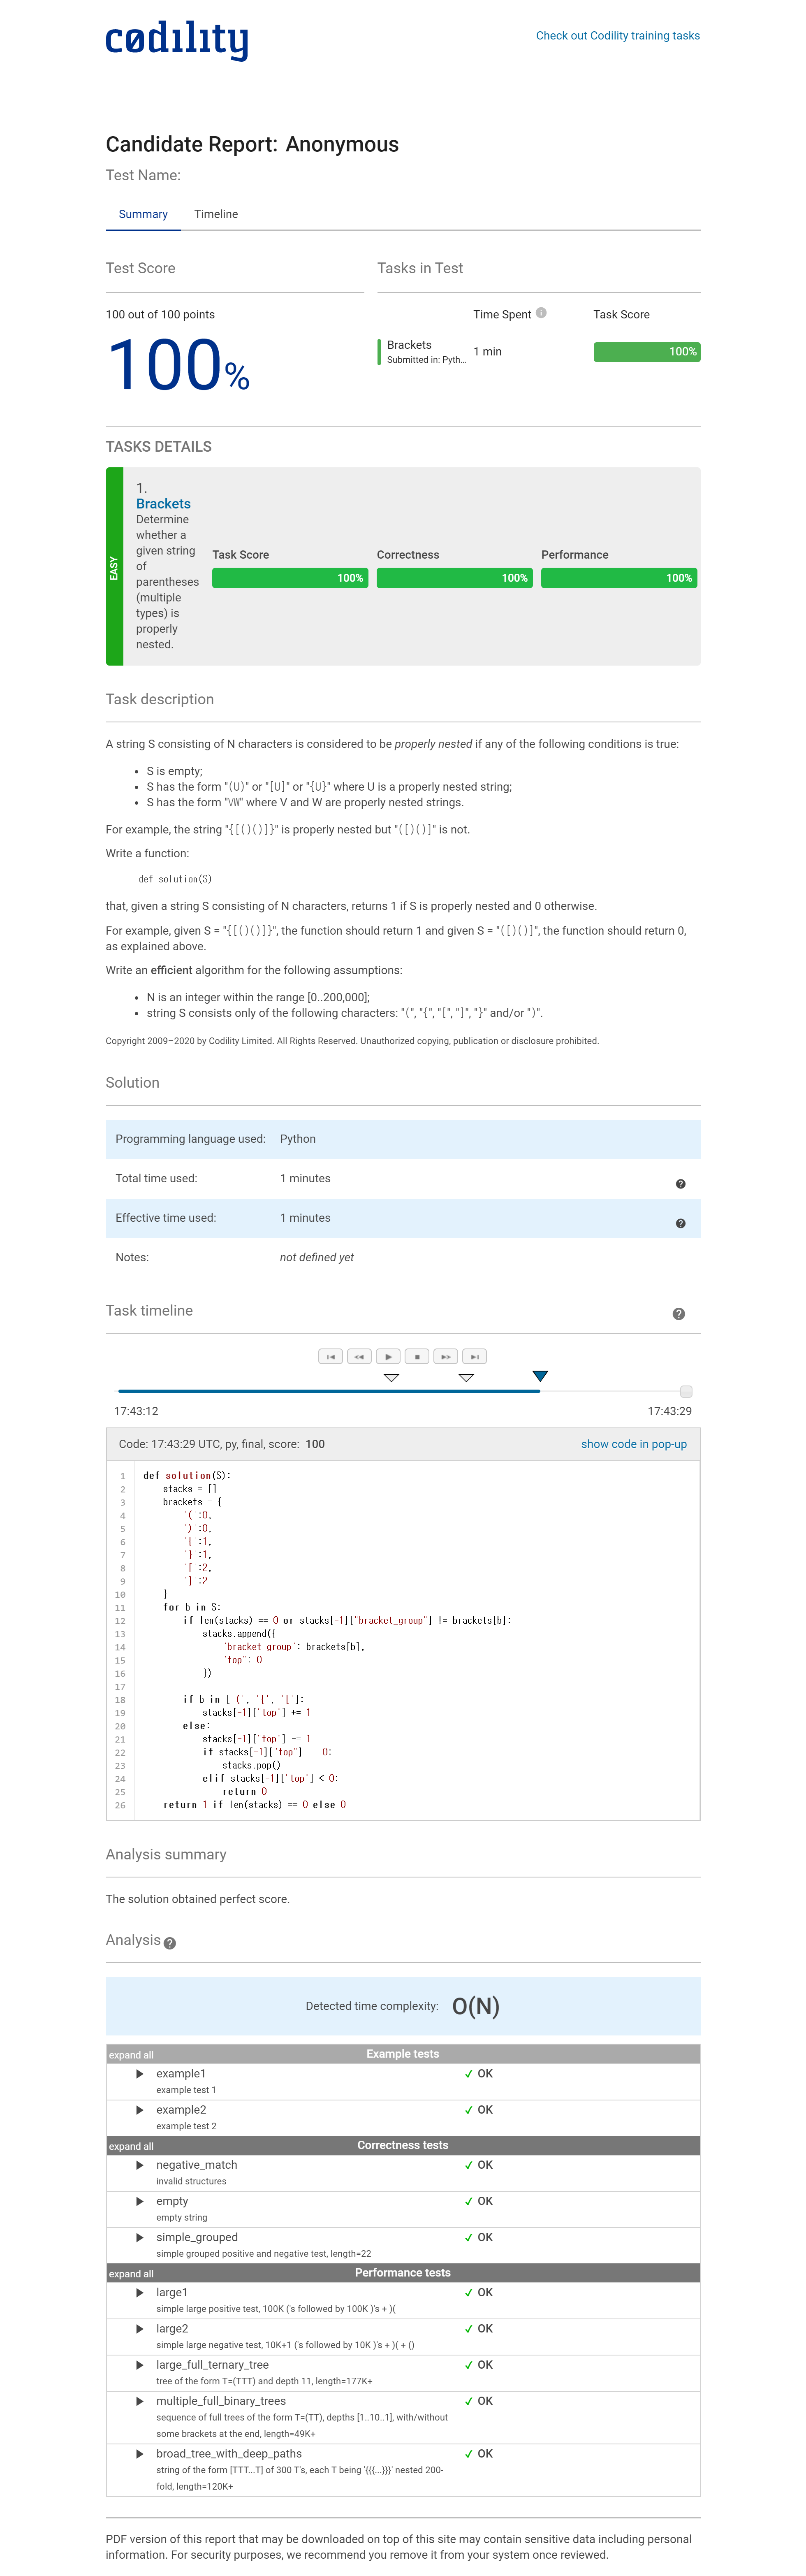 codility
Check out Codility training tasks
Candidate Report: Anonymous
Test Name:
Summary Timeline
Test Score
Tasks in Test
100 out of 100 points
Time Spent
Task Score
100%
Brackets
Submitted in: Pyth...
1 min
100%
TASKS DETAILS
EASY
1.
Brackets
Determine
whether a
given string
of
parentheses
(multiple
types) is
properly
nested.
Task Score
100%
Correctness
100%
Performance
100%
Task description
A string S consisting of N characters is considered to be properly nested if any of the following conditions is true:
• S is empty;
• S has the form "(U)" or "[U]" or "{U}" where U is a properly nested string;
• S has the form "VW" where V and W are properly nested strings.
For example, the string "{[()()]}" is properly nested but "([)()]" is not.
Write a function:
def solution(S)
that, given a string S consisting of N characters, returns 1 if S is properly nested and 0 otherwise.
For example, given S = "{[()()]}", the function should return 1 and given S = "([)()]", the function should return 0,
as explained above.
Write an efficient algorithm for the following assumptions:
• N is an integer within the range [0..200,000];
• string S consists only of the following characters: "(", "{", "[", "]", "}" and/or ")".
Copyright 2009–2020 by Codility Limited. All Rights Reserved. Unauthorized copying, publication or disclosure prohibited.
Solution
Programming language used: Python
Total time used: 1 minutes
Effective time used: 1 minutes
Notes: not defined yet
Task timeline
17:43:12
17:43:29
Code: 17:43:29 UTC, py, final, score: 100
show code in pop-up
1 def solution(S):
2 stacks = []
3 brackets = {
4 '(':0,
5 ')':0,
6 '{':1,
7 '}':1,
8 '[':2,
9 ']':2
10 }
11 for b in S:
12 if len(stacks) == 0 or stacks[-1]["bracket_group"] != brackets[b]:
13 stacks.append({
14 "bracket_group": brackets[b],
15 "top": 0
16 })
17
18 if b in ['(', '{', '[']:
19 stacks[-1]["top"] += 1
20 else:
21 stacks[-1]["top"] -= 1
22 if stacks[-1]["top"] == 0:
23 stacks.pop()
24 elif stacks[-1]["top"] < 0:
25 return 0
26 return 1 if len(stacks) == 0 else 0
Analysis summary
The solution obtained perfect score.
Analysis
Detected time complexity: O(N)
expand all Example tests
example1 ✓ OK
example test 1
example2 ✓ OK
example test 2
expand all Correctness tests
negative_match ✓ OK
invalid structures
empty ✓ OK
empty string
simple_grouped ✓ OK
simple grouped positive and negative test, length=22
expand all Performance tests
large1 ✓ OK
simple large positive test, 100K ('s followed by 100K )'s + )(
large2 ✓ OK
simple large negative test, 10K+1 ('s followed by 10K )'s + )( + ()
large_full_ternary_tree ✓ OK
tree of the form T=(TTT) and depth 11, length=177K+
multiple_full_binary_trees ✓ OK
sequence of full trees of the form T=(TT), depths [1..10..1], with/without
some brackets at the end, length=49K+
broad_tree_with_deep_paths ✓ OK
string of the form [TTT...T] of 300 T's, each T being '{{{...}}}' nested 200-
fold, length=120K+
PDF version of this report that may be downloaded on top of this site may contain sensitive data including personal
information. For security purposes, we recommend you remove it from your system once reviewed.